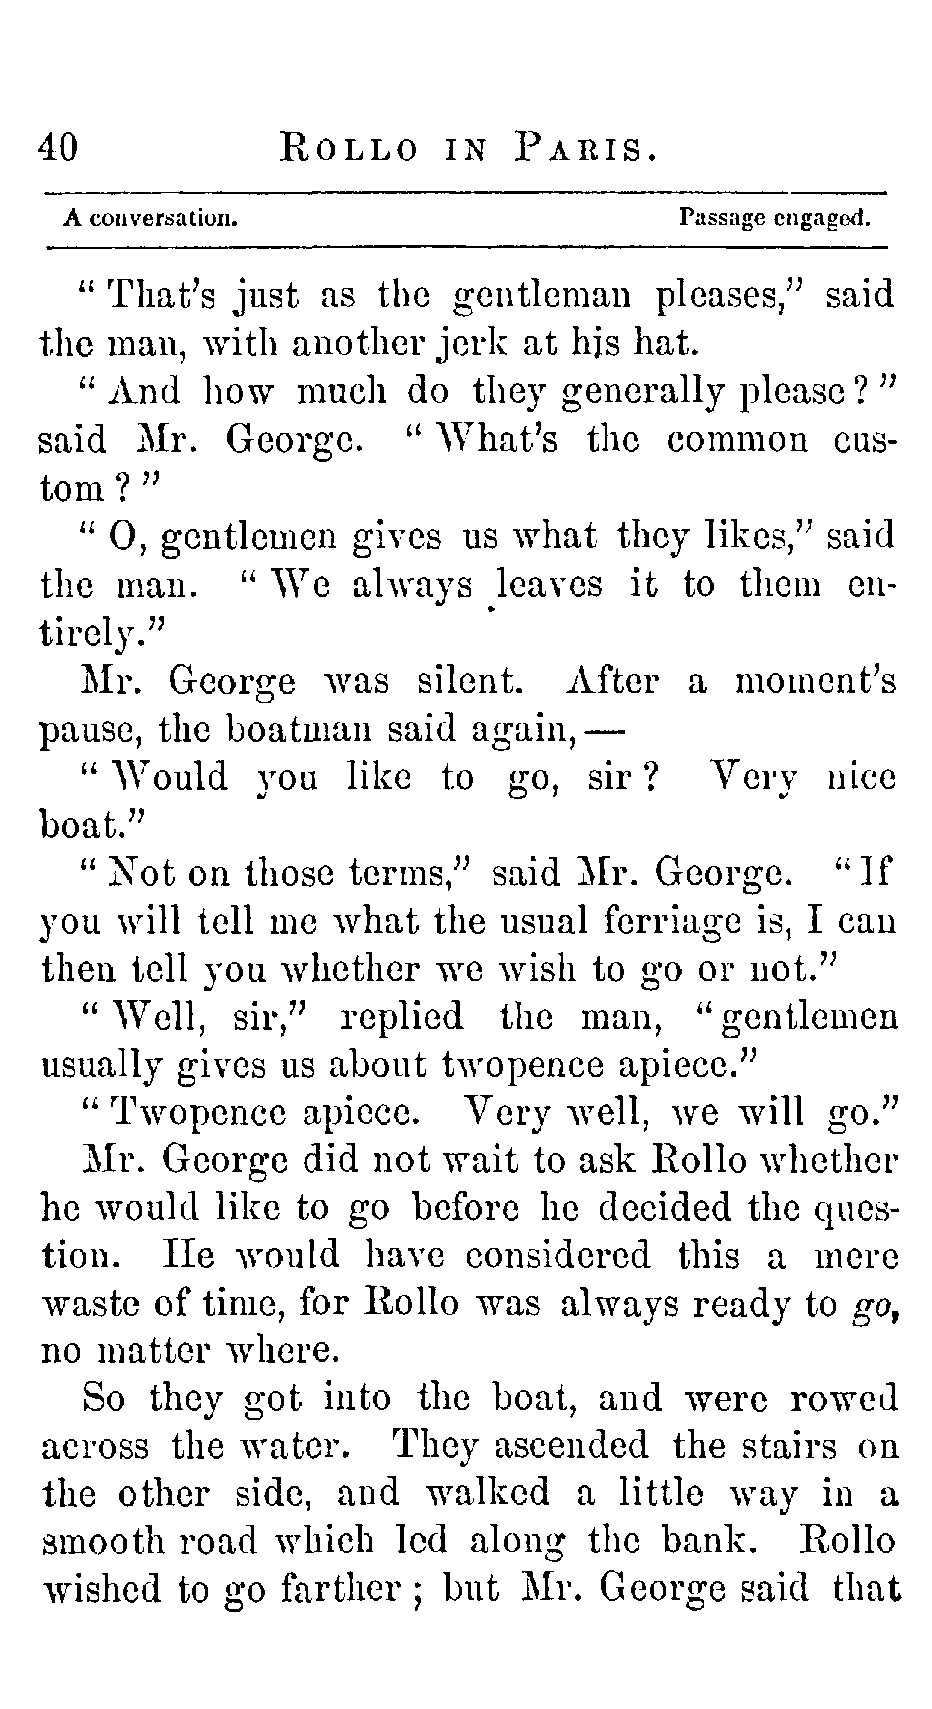 40 ROLLO IN PARIS.
A conversation. Passage engaged.
" That's just as the gentleman pleases," said
the man, with another jerk at his hat.
" And how much do they generally please ? "
said Mr. George. " What's the common cus-
tom ? "
" O, gentlemen gives us what they likes," said
the man. " We always leaves it to them en-
tirely."
Mr. George was silent. After a moment's
pause, the boatman said again, —
" Would you like to go, sir ? Very nice
boat."
" Not on those terms," said Mr. George. " If
you will tell me what the usual ferriage is, I can
then tell you whether we wish to go or not."
" Well, sir," replied the man, " gentlemen
usually gives us about twopence apiece."
" Twopence apiece. Very well, we will go."
Mr. George did not wait to ask Rollo whether
he would like to go before he decided the ques-
tion. He would have considered this a mere
waste of time, for Rollo was always ready to go,
no matter where.
So they got into the boat, and were rowed
across the water. They ascended the stairs on
the other side, and walked a little way in a
smooth road which led along the bank. Rollo
wished to go farther ; but Mr. George said that